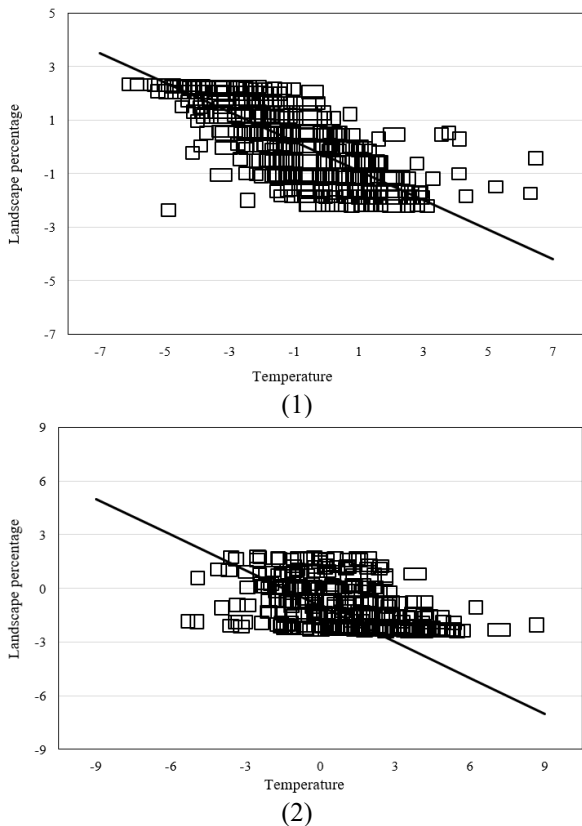 5
3
1
-1
-3
-5
-7
Landscape percentage
-7 -5 -3 -1 1 3 5 7
Temperature
(1)
9
6
3
0
-3
-6
-9
Landscape percentage
-9 -6 -3 0 3 6 9
Temperature
(2)